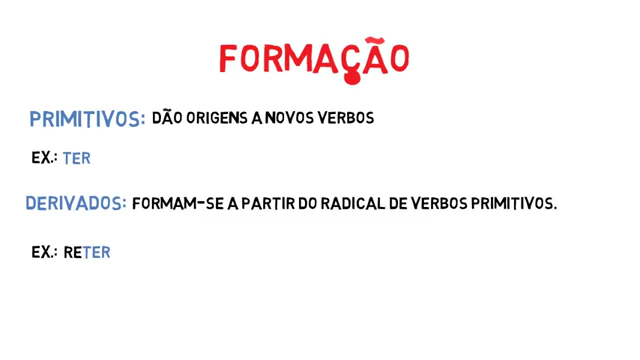 FORMAÇÃO
PRIMITIVOS: DÃO ORIGENS A NOVOS VERBOS
EX.: TER
DERIVADOS: FORMAM-SE A PARTIR DO RADICAL DE VERBOS PRIMITIVOS.
EX.: RETER